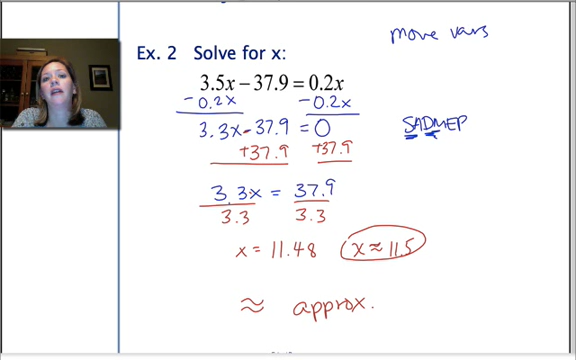 move vars
Ex. 2 Solve for x:
3.5x – 37.9 = 0.2x
-0.2x -0.2x
3.3x - 37.9 = 0
SADMEP
+37.9 +37.9
3.3x = 37.9
3.3 3.3
x = 11.48 x ≈ 11.5
≈ approx.